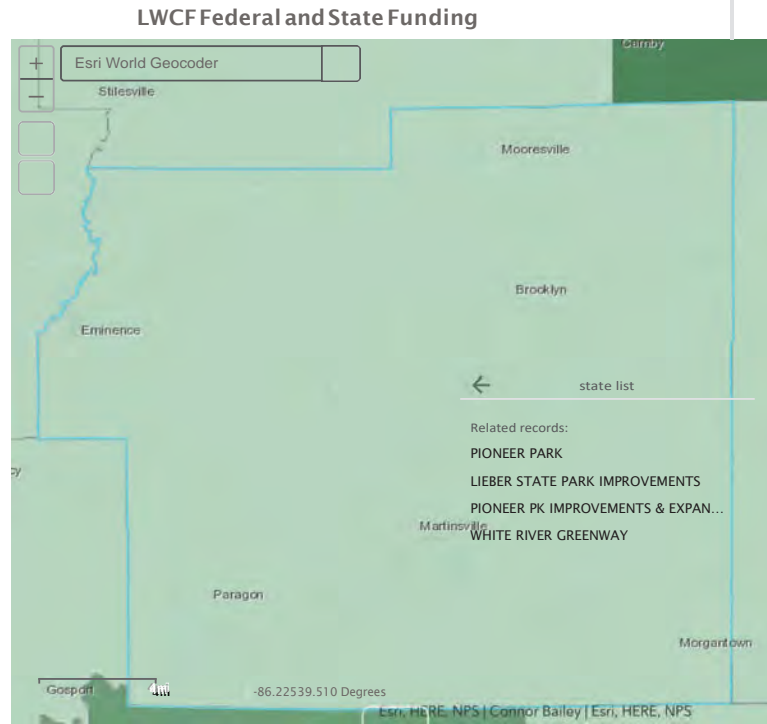 LWCF Federal and State Funding
Camby
+
Esri World Geocoder
−
Stilesville
Mooresville
Brooklyn
Eminence
state list
Related records:
PIONEER PARK
cy
LIEBER STATE PARK IMPROVEMENTS
PIONEER PK IMPROVEMENTS & EXPAN...
Martinsville
WHITE RIVER GREENWAY
Paragon
Morgantown
Gosport
4mi
-86.22539.510 Degrees
Esri, HERE, NPS | Connor Bailey | Esri, HERE, NPS